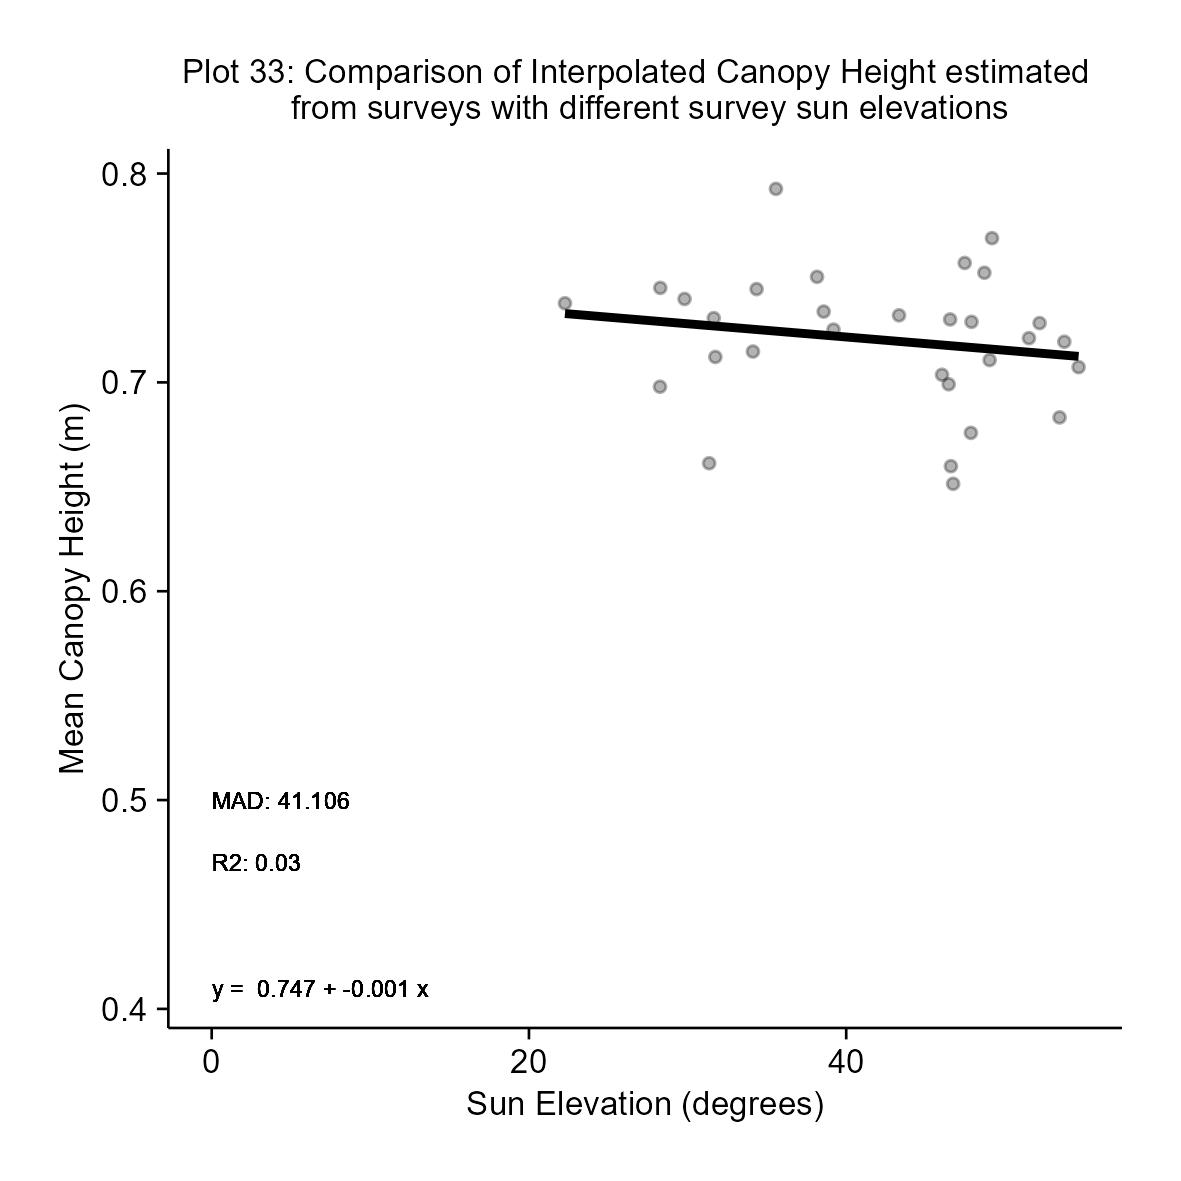 Plot 33: Comparison of Interpolated Canopy Height estimated
from surveys with different survey sun elevations
0.8
0.7
0.6
0.5
0.4
Mean Canopy Height (m)
MAD: 41.106
R2: 0.03
y =  0.747 + -0.001 x
0
20
40
Sun Elevation (degrees)